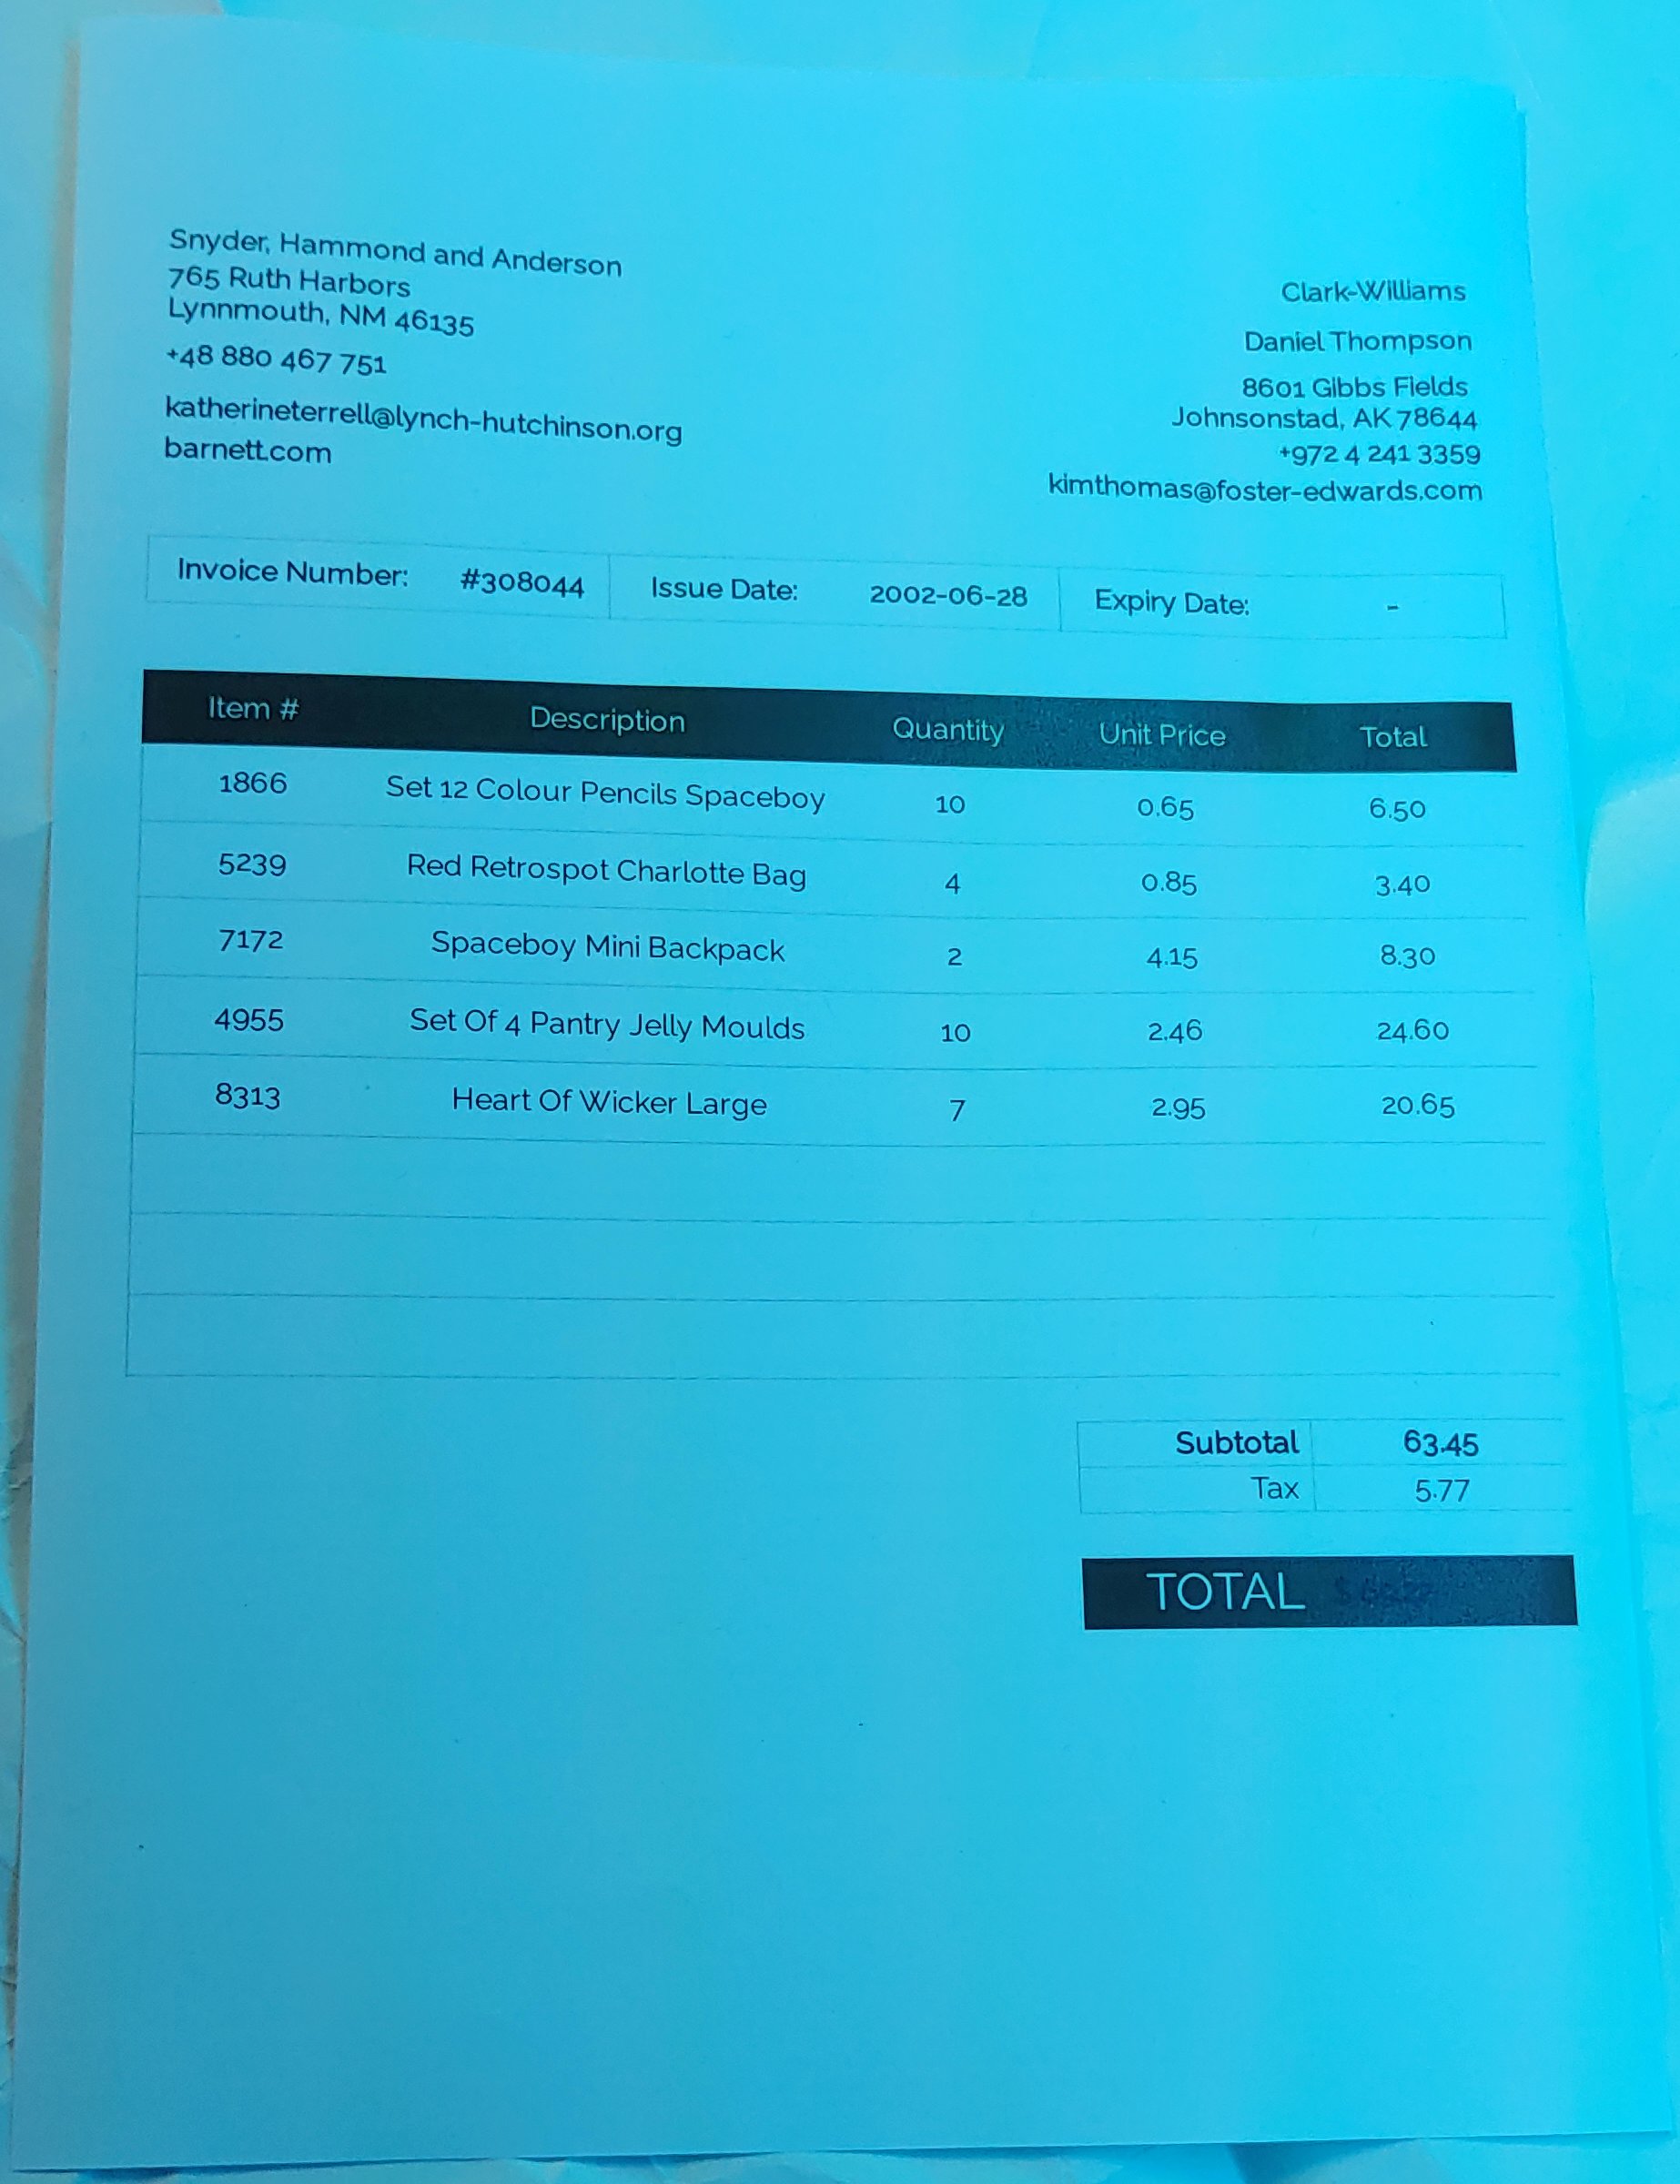 Snyder, Hammond and Anderson
765 Ruth Harbors
Lynnmouth, NM 46135
+48 880 467 751
katherineterrell@lynch-hutchinson.org
barnett.com
Clark-Williams
Daniel Thompson
8601 Gibbs Fields
Johnsonstad, AK 78644
+972 4 241 3359
kimthomas@foster-edwards.com
Invoice Number: #308044 Issue Date: 2002-06-28 Expiry Date: -
Item # Description Quantity Unit Price Total
1866 Set 12 Colour Pencils Spaceboy 10 0.65 6.50
5239 Red Retrospot Charlotte Bag 4 0.85 3.40
7172 Spaceboy Mini Backpack 2 4.15 8.30
4955 Set Of 4 Pantry Jelly Moulds 10 2.46 24.60
8313 Heart Of Wicker Large 7 2.95 20.65
Subtotal 63.45
Tax 5.77
TOTAL